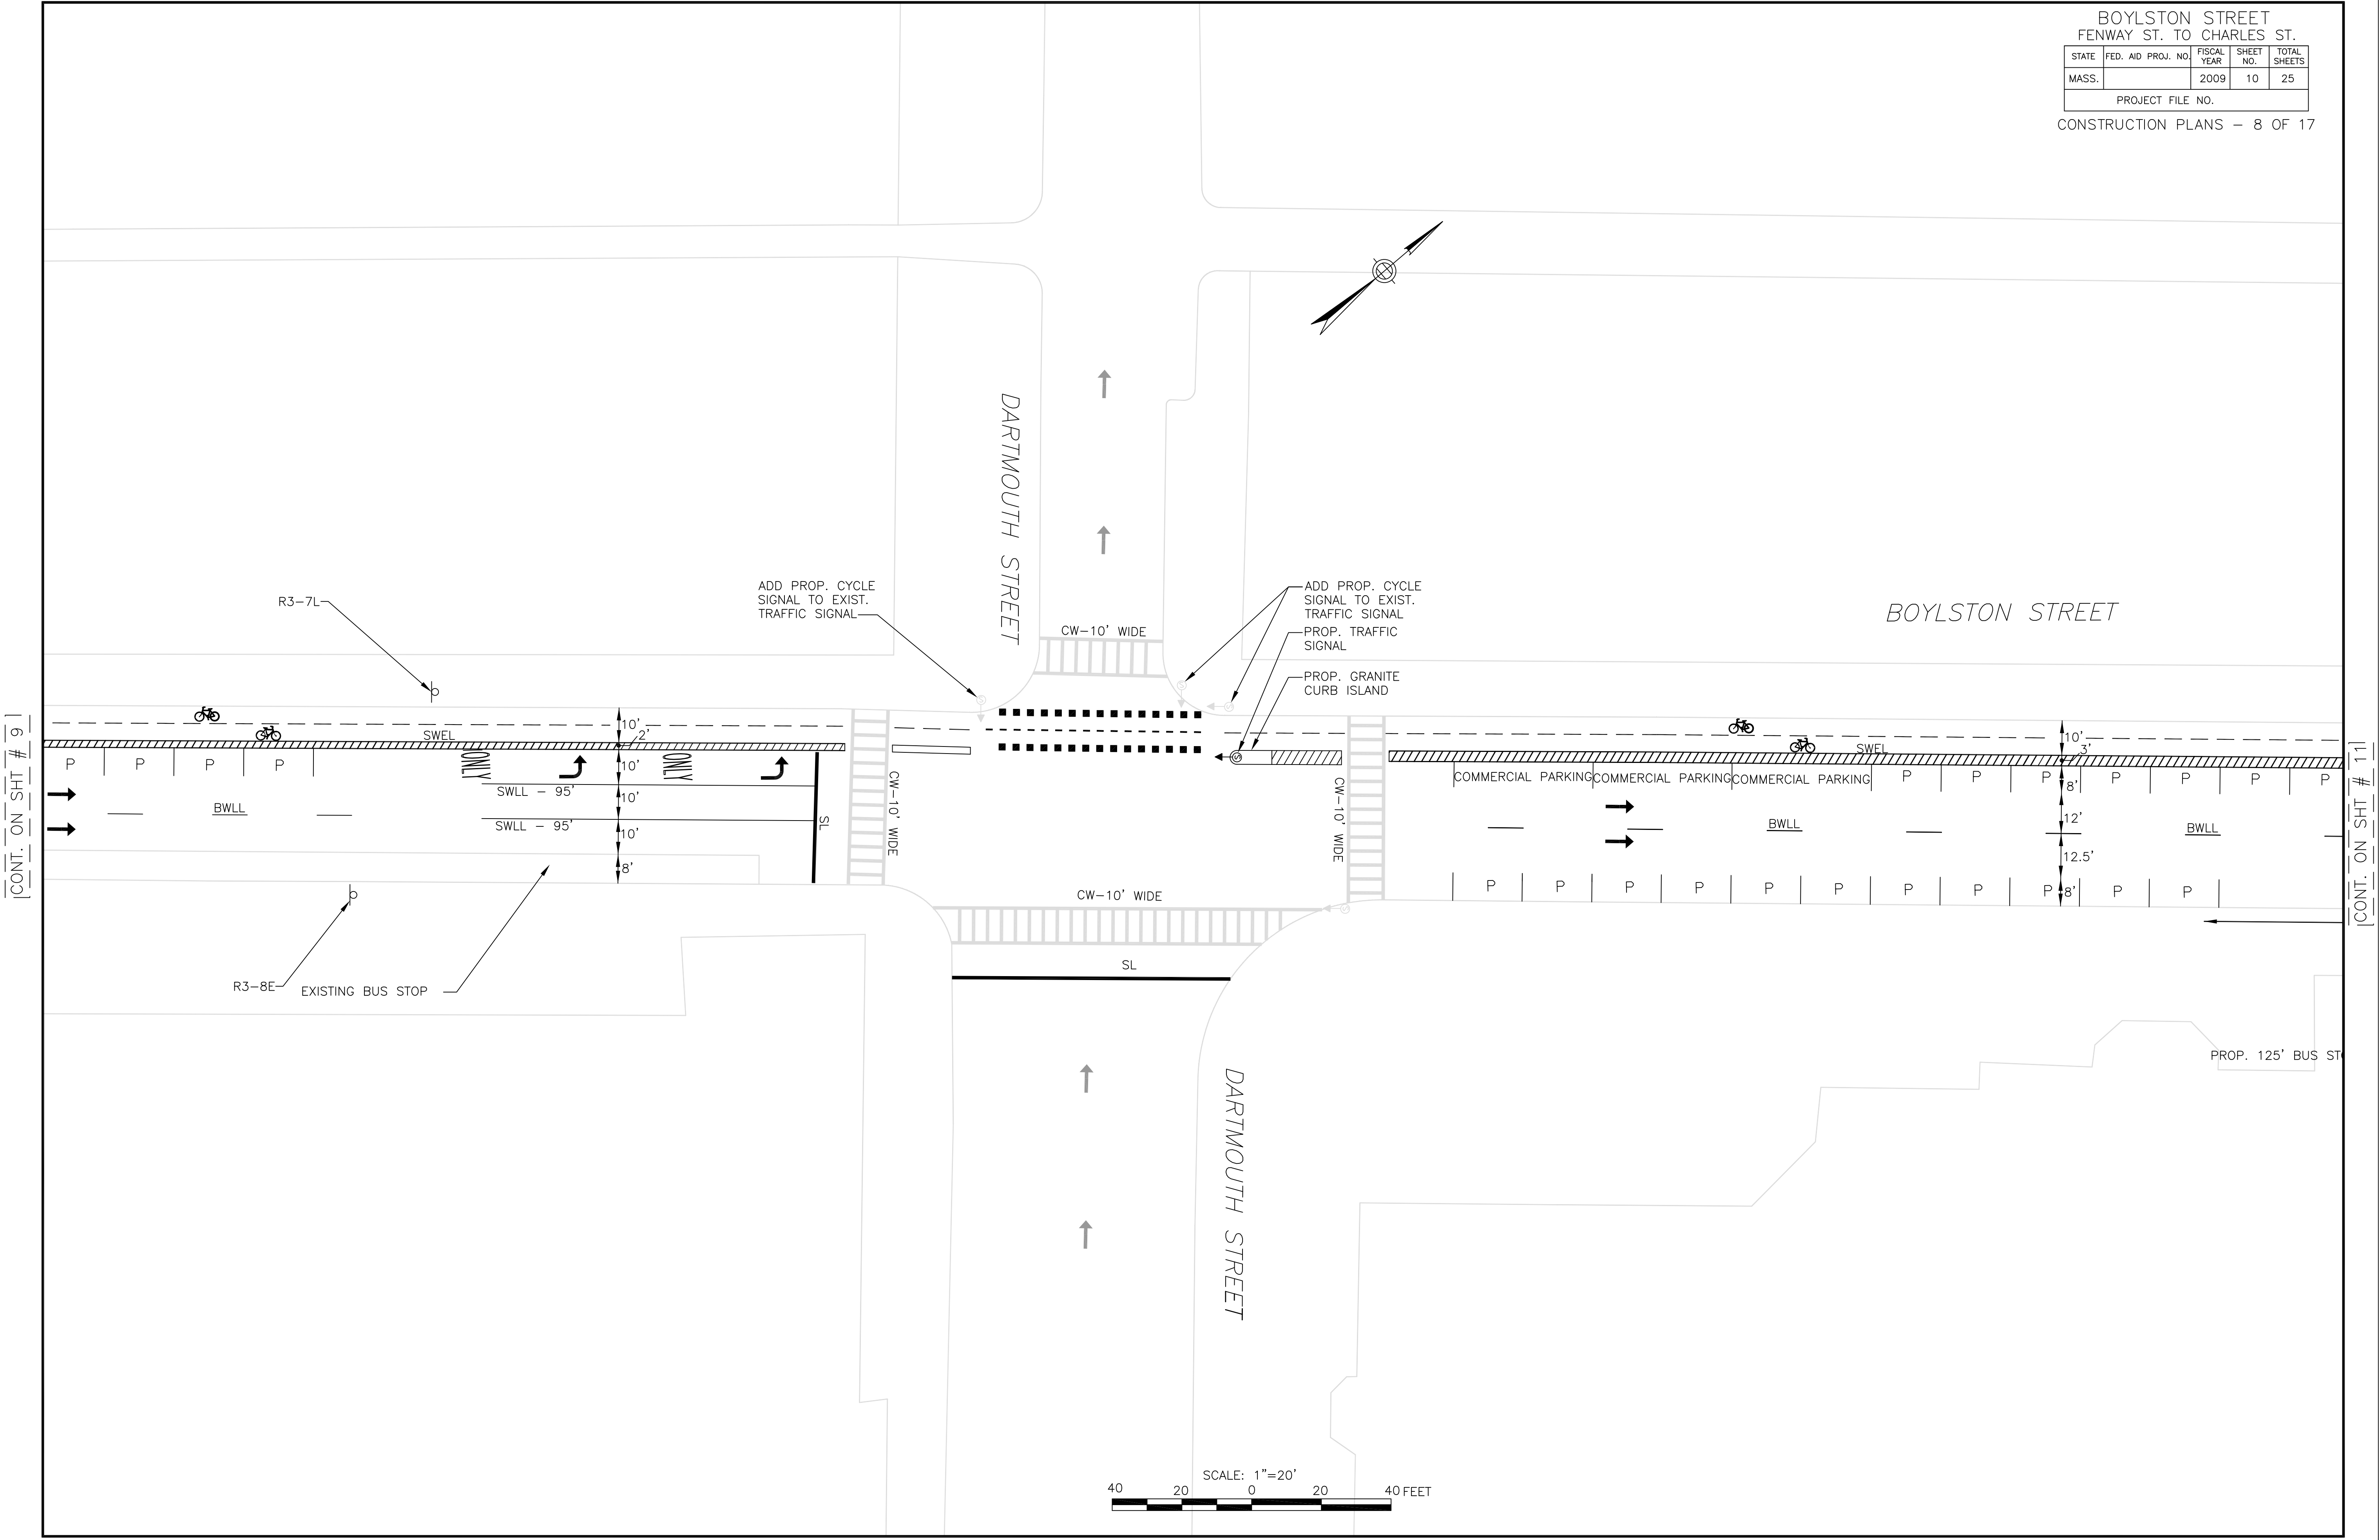 BOYLSTON STREET
FENWAY ST. TO CHARLES ST.
STATE FED. AID PROJ. NO. FISCAL YEAR SHEET NO. TOTAL SHEETS
MASS. 2009 10 25
PROJECT FILE NO.
CONSTRUCTION PLANS - 8 OF 17
DARTMOUTH STREET
ADD PROP. CYCLE
SIGNAL TO EXIST.
TRAFFIC SIGNAL
ADD PROP. CYCLE
SIGNAL TO EXIST.
TRAFFIC SIGNAL
PROP. TRAFFIC
SIGNAL
PROP. GRANITE
CURB ISLAND
R3-7L
BOYLSTON STREET
CW-10' WIDE
CONT. ON SHT # 9
SWEL
10'
2'
10'
10'
10'
8'
P P P P
ONLY
ONLY
SWLL - 95'
SWLL - 95'
BWLL
SL
CW-10' WIDE
CW-10' WIDE
S
S
S
S
S
SWEL
10'
3'
8'
12'
12.5'
8'
COMMERCIAL PARKING COMMERCIAL PARKING COMMERCIAL PARKING P P P P P P P
BWLL
BWLL
P P P P P P P P P P P
CONT. ON SHT # 11
CW-10' WIDE
SL
R3-8E
EXISTING BUS STOP
PROP. 125' BUS ST
DARTMOUTH STREET
SCALE: 1"=20'
40 20 0 20 40 FEET